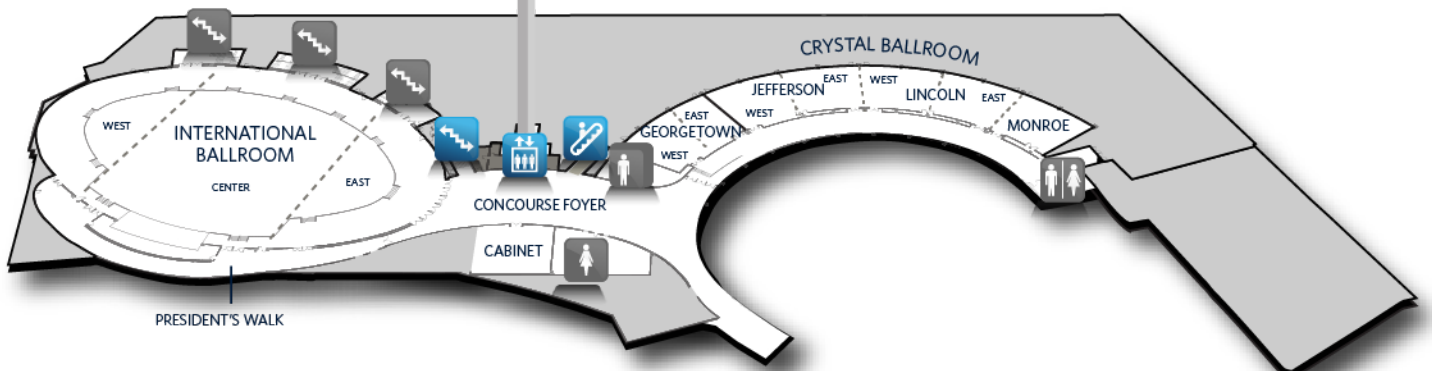 CRYSTAL BALLROOM
WEST
INTERNATIONAL
BALLROOM
CENTER
EAST
PRESIDENT'S WALK
CONCOURSE FOYER
CABINET
EAST
GEORGETOWN
WEST
JEFFERSON
EAST
WEST
WEST
LINCOLN
EAST
MONROE